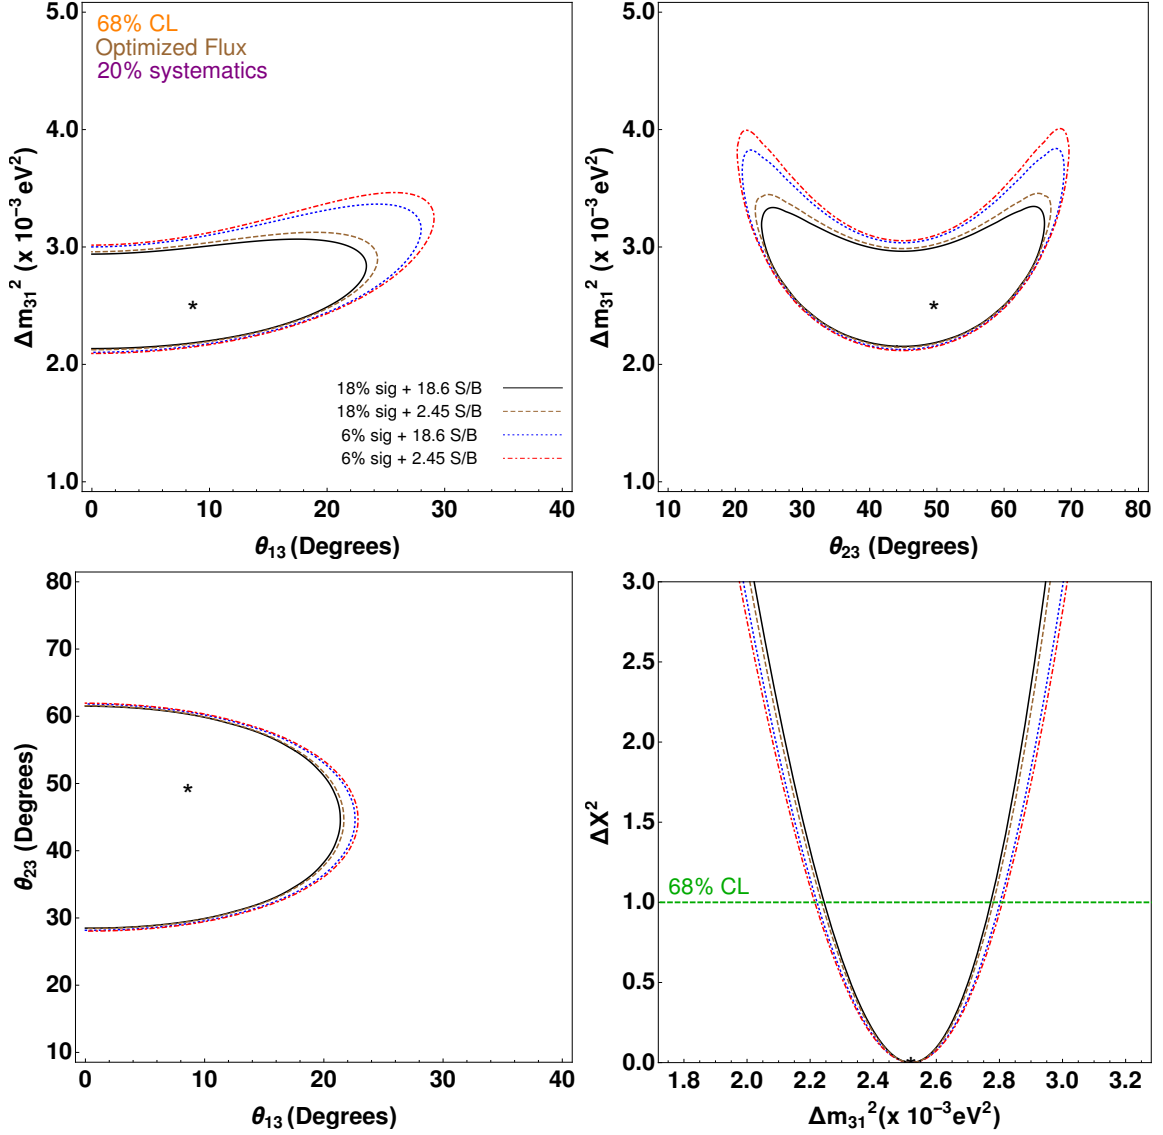 5.0
4.0
3.0
2.0
1.0
Δm31² (x 10⁻³ eV²)
68% CL
Optimized Flux
20% systematics
*
18% sig + 18.6 S/B
18% sig + 2.45 S/B
6% sig + 18.6 S/B
6% sig + 2.45 S/B
0 10 20 30 40
θ13 (Degrees)
5.0
4.0
3.0
2.0
1.0
Δm31² (x 10⁻³ eV²)
*
10 20 30 40 50 60 70 80
θ23 (Degrees)
80
70
60
50
40
30
20
10
θ23 (Degrees)
*
0 10 20 30 40
θ13 (Degrees)
3.0
2.5
2.0
1.5
1.0
0.5
0.0
ΔX²
68% CL
*
1.8 2.0 2.2 2.4 2.6 2.8 3.0 3.2
Δm31² (x 10⁻³ eV²)